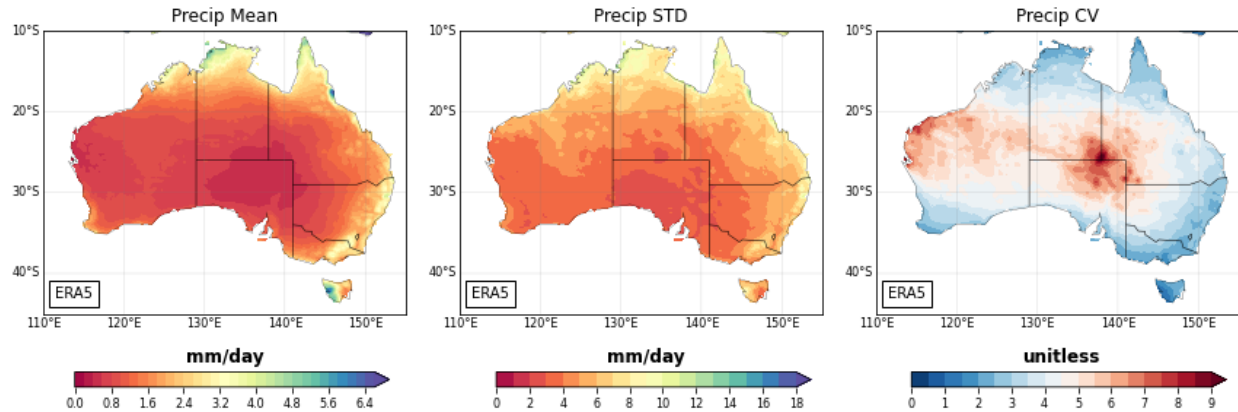 Precip Mean
10°S
20°S
30°S
40°S
ERA5
110°E 120°E 130°E 140°E 150°E
mm/day
0.0 0.8 1.6 2.4 3.2 4.0 4.8 5.6 6.4
Precip STD
10°S
20°S
30°S
40°S
ERA5
110°E 120°E 130°E 140°E 150°E
mm/day
0 2 4 6 8 10 12 14 16 18
Precip CV
10°S
20°S
30°S
40°S
ERA5
110°E 120°E 130°E 140°E 150°E
unitless
0 1 2 3 4 5 6 7 8 9